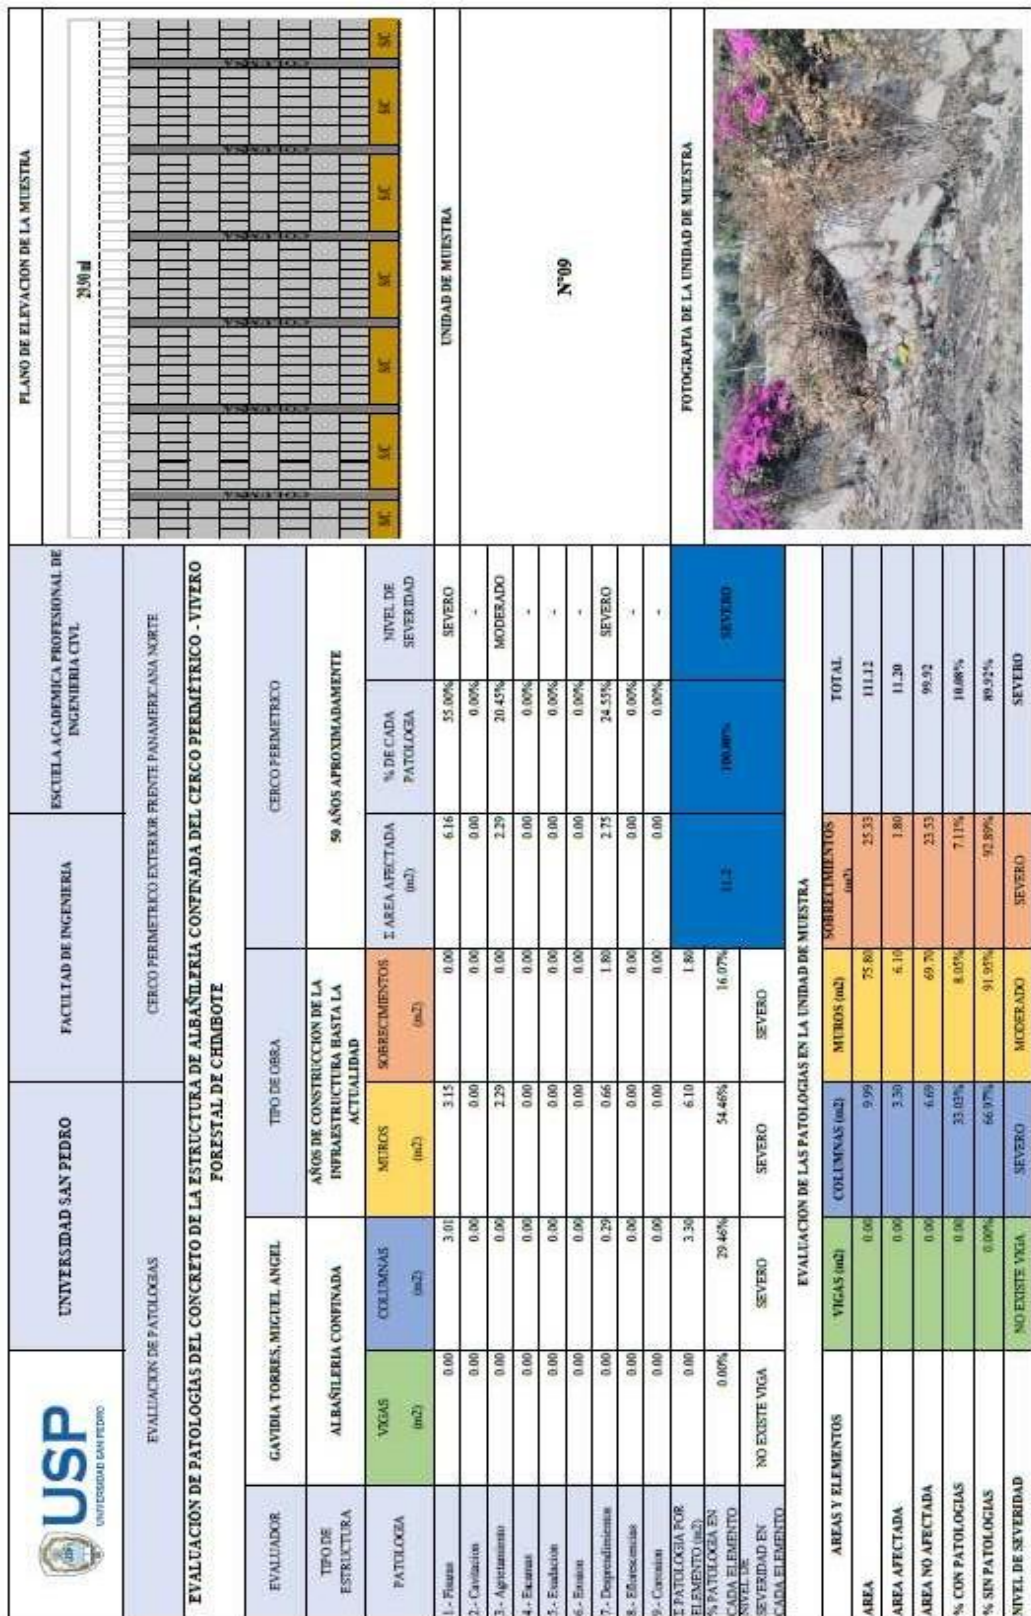 USP
UNIVERSIDAD SAN PEDRO
UNIVERSIDAD SAN PEDRO
FACULTAD DE INGENIERIA
ESCUELA ACADEMICA PROFESIONAL DE INGENIERIA CIVIL
EVALUACION DE PATOLOGIAS
CERCO PERIMETRICO EXTERIOR FRENTE PANAMERICANA NORTE
EVALUACIÓN DE PATOLOGÍAS DEL CONCRETO DE LA ESTRUCTURA DE ALBAÑILERIA CONFINADA DEL CERCO PERIMÉTRICO - VIVERO
FORESTAL DE CHIMBOTE
EVALUADOR
GAVIDIA TORRES, MIGUEL ANGEL
TIPO DE OBRA
CERCO PERIMETRICO
TIPO DE ESTRUCTURA
ALBAÑILERIA CONFINADA
AÑOS DE CONSTRUCCION DE LA INFRAESTRUCTURA HASTA LA ACTUALIDAD
50 AÑOS APROXIMADAMENTE
PATOLOGIA
VIGAS (m2)
COLUMNAS (m2)
MUROS (m2)
SOBRECIMIENTOS (m2)
Σ AREA AFECTADA (m2)
% DE CADA PATOLOGIA
NIVEL DE SEVERIDAD
1.- Fisuras 0.00 3.01 3.15 0.00 6.16 55.00% SEVERO
2.- Cavitacion 0.00 0.00 0.00 0.00 0.00 0.00% -
3.- Agrietamiento 0.00 0.00 2.29 0.00 2.29 20.45% MODERADO
4.- Escamas 0.00 0.00 0.00 0.00 0.00 0.00% -
5.- Exudacion 0.00 0.00 0.00 0.00 0.00 0.00% -
6.- Erosion 0.00 0.00 0.00 0.00 0.00 0.00% -
7.- Desprendimientos 0.00 0.29 0.66 1.80 2.75 24.55% SEVERO
8.- Eflorescencias 0.00 0.00 0.00 0.00 0.00 0.00% -
9.- Corrosion 0.00 0.00 0.00 0.00 0.00 0.00% -
Σ PATOLOGIA POR ELEMENTO (m2) 0.00 3.30 6.10 1.80
% PATOLOGIA EN CADA ELEMENTO 0.00% 29.46% 54.46% 16.07%
11.2 100.00% SEVERO
NIVEL DE SEVERIDAD EN CADA ELEMENTO NO EXISTE VIGA SEVERO SEVERO SEVERO
EVALUACION DE LAS PATOLOGIAS EN LA UNIDAD DE MUESTRA
AREAS Y ELEMENTOS VIGAS (m2) COLUMNAS (m2) MUROS (m2) SOBRECIMIENTOS (m2) TOTAL
AREA 0.00 9.99 75.80 25.33 111.12
AREA AFECTADA 0.00 3.30 6.10 1.80 11.20
AREA NO AFECTADA 0.00 6.69 69.70 23.53 99.92
% CON PATOLOGIAS 0.00 33.03% 8.05% 7.11% 10.08%
% SIN PATOLOGIAS 0.00% 66.97% 91.95% 92.89% 89.92%
NIVEL DE SEVERIDAD NO EXISTE VIGA SEVERO MODERADO SEVERO SEVERO
PLANO DE ELEVACION DE LA MUESTRA
29.90 ml
COLUMNA COLUMNA COLUMNA COLUMNA COLUMNA COLUMNA
S/C S/C S/C S/C S/C S/C S/C
UNIDAD DE MUESTRA
N°09
FOTOGRAFIA DE LA UNIDAD DE MUESTRA